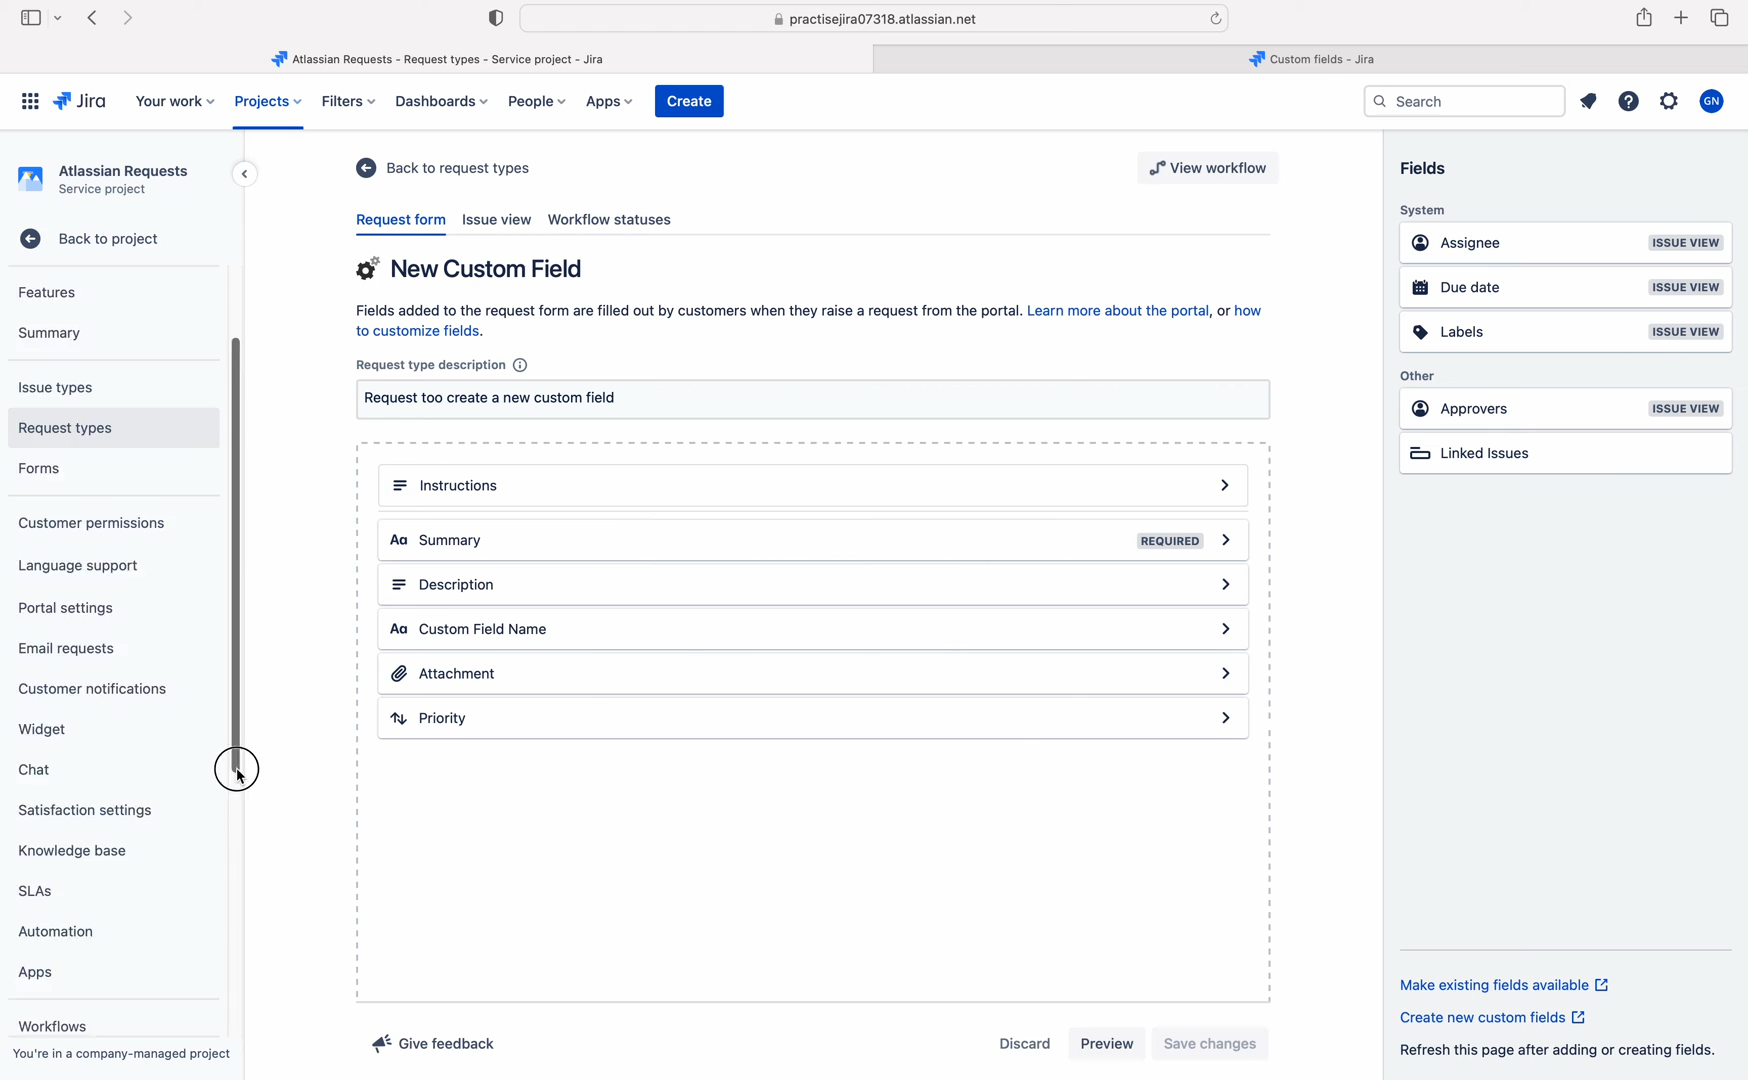 practisejira07318.atlassian.net
Atlassian Requests - Request types - Service project - Jira
Custom fields - Jira
Jira
Your work
Projects
Filters
Dashboards
People
Apps
Create
Search
GN
Atlassian Requests
Service project
Back to project
Features
Summary
Issue types
Request types
Forms
Customer permissions
Language support
Portal settings
Email requests
Customer notifications
Widget
Chat
Satisfaction settings
Knowledge base
SLAs
Automation
Apps
Workflows
You're in a company-managed project
Back to request types
View workflow
Request form
Issue view
Workflow statuses
New Custom Field
Fields added to the request form are filled out by customers when they raise a request from the portal. Learn more about the portal, or how
to customize fields.
Request type description
Request too create a new custom field
Instructions
Aa Summary REQUIRED
Description
Aa Custom Field Name
Attachment
Priority
Give feedback
Discard
Preview
Save changes
Fields
System
Assignee ISSUE VIEW
Due date ISSUE VIEW
Labels ISSUE VIEW
Other
Approvers ISSUE VIEW
Linked Issues
Make existing fields available
Create new custom fields
Refresh this page after adding or creating fields.